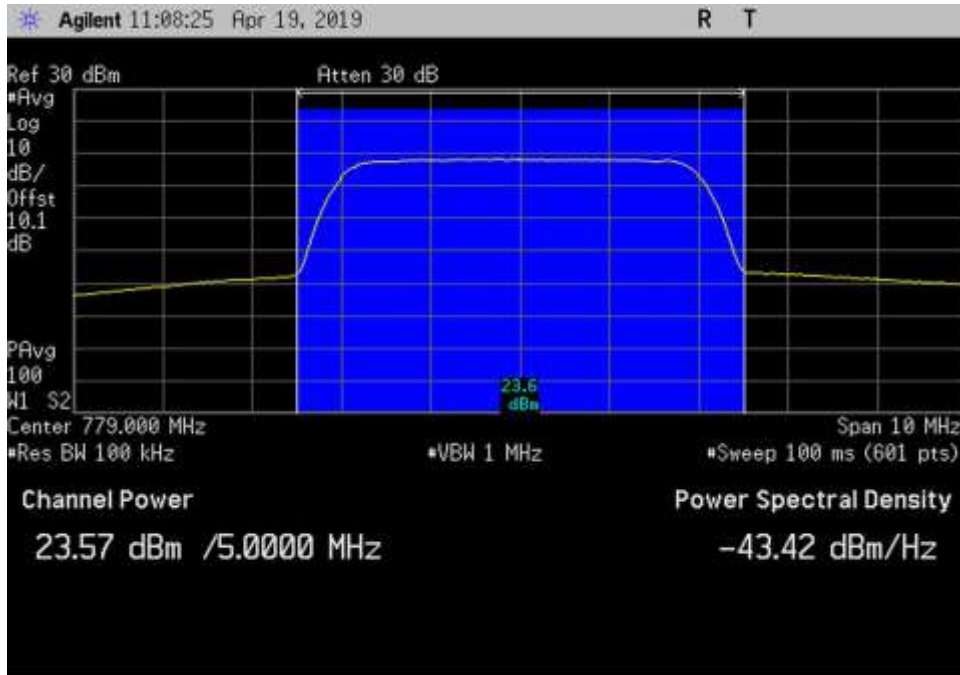 Agilent 11:08:25 Apr 19, 2019 R T
Ref 30 dBm Atten 30 dB
#Avg
Log
10
dB/
Offst
10.1
dB
PAvg
100
W1 S2
23.6
dBm
Center 779.000 MHz Span 10 MHz
#Res BW 100 kHz #VBW 1 MHz #Sweep 100 ms (601 pts)
Channel Power Power Spectral Density
23.57 dBm /5.0000 MHz -43.42 dBm/Hz